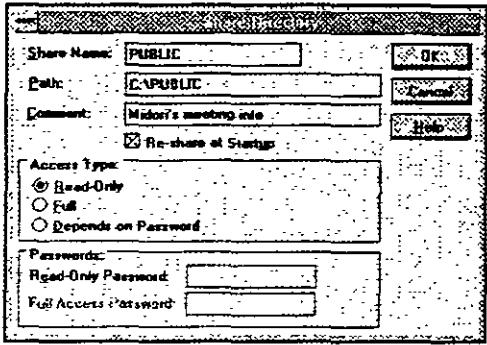 Share Directory
Share Name: PUBLIC
OK
Path: C:\PUBLIC
Cancel
Comment: Midori's meeting info
Help
Re-share at Startup
Access Type:
Read-Only
Full
Depends on Password
Passwords:
Read-Only Password:
Full Access Password: